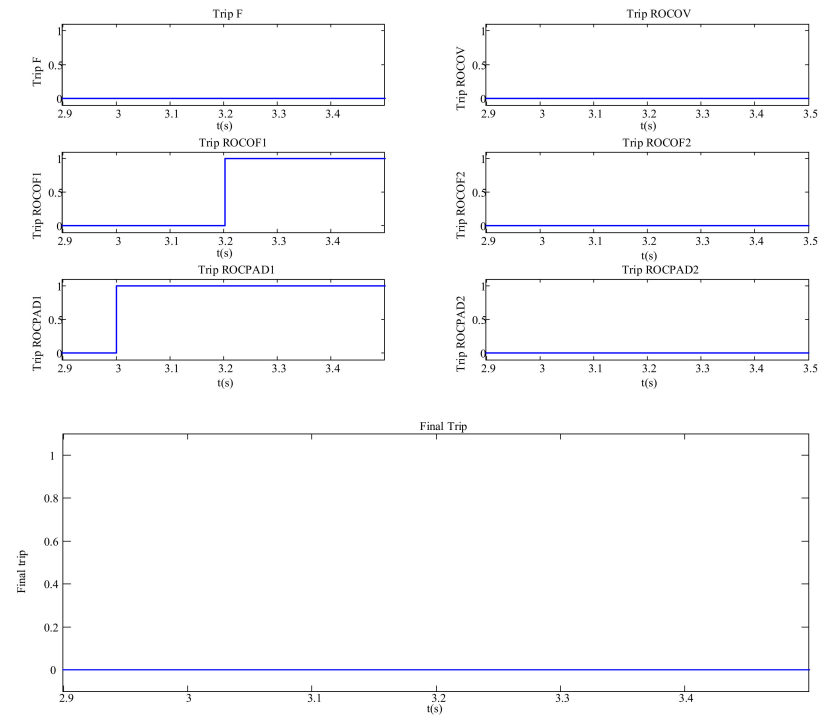 Trip F
Trip F
1
0.5
0
2.9 3 3.1 3.2 3.3 3.4
t(s)
Trip ROCOV
Trip ROCOV
1
0.5
0
2.9 3 3.1 3.2 3.3 3.4 3.5
t(s)
Trip ROCOF1
Trip ROCOF1
1
0.5
0
2.9 3 3.1 3.2 3.3 3.4
t(s)
Trip ROCOF2
Trip ROCOF2
1
0.5
0
2.9 3 3.1 3.2 3.3 3.4 3.5
t(s)
Trip ROCPAD1
Trip ROCPAD1
1
0.5
0
2.9 3 3.1 3.2 3.3 3.4
t(s)
Trip ROCPAD2
Trip ROCPAD2
1
0.5
0
2.9 3 3.1 3.2 3.3 3.4 3.5
t(s)
Final Trip
Final trip
1
0.8
0.6
0.4
0.2
0
2.9 3 3.1 3.2 3.3 3.4
t(s)